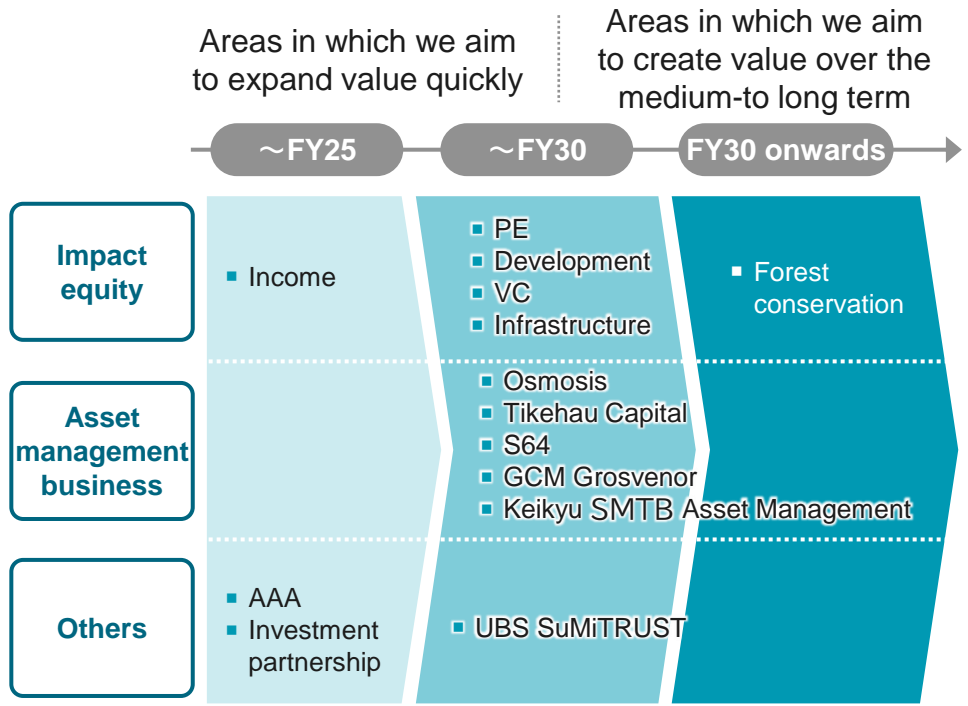 Areas in which we aim
to expand value quickly
Areas in which we aim
to create value over the
medium-to long term
～FY25
～FY30
FY30 onwards
Impact
equity
▪ Income
▪ PE
▪ Development
▪ VC
▪ Infrastructure
▪ Forest
conservation
Asset
management
business
▪ Osmosis
▪ Tikehau Capital
▪ S64
▪ GCM Grosvenor
▪ Keikyu SMTB Asset Management
Others
▪ AAA
▪ Investment
partnership
▪ UBS SuMiTRUST